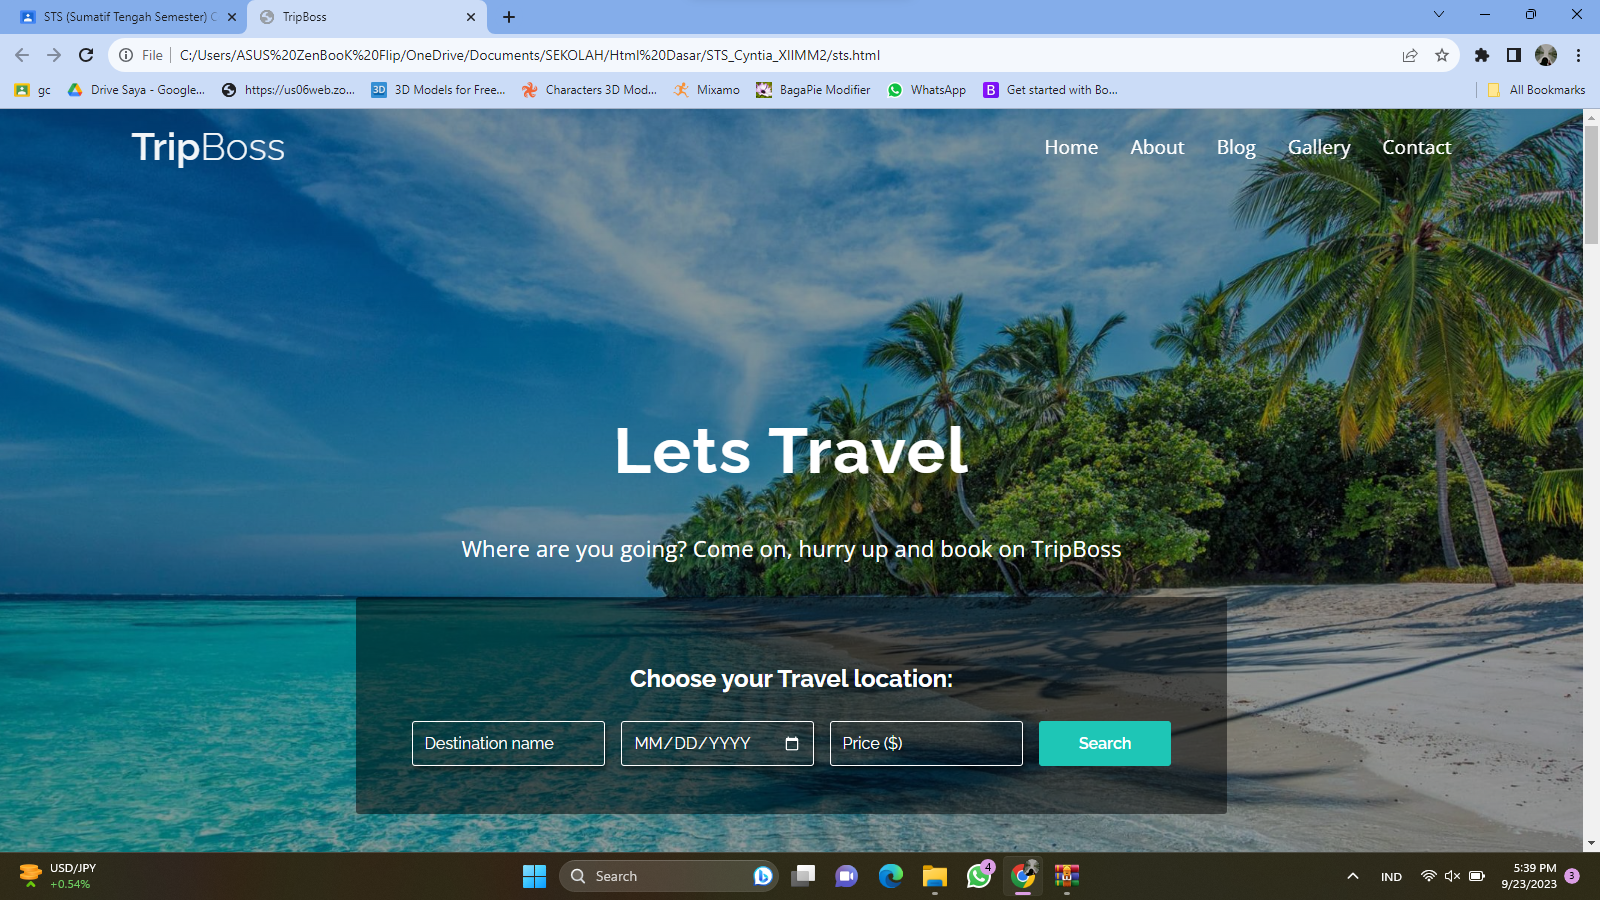 STS (Sumatif Tengah Semester) C
TripBoss
File
C:/Users/ASUS%20ZenBooK%20Flip/OneDrive/Documents/SEKOLAH/Html%20Dasar/STS_Cyntia_XIIMM2/sts.html
gc
Drive Saya - Google...
https://us06web.zo...
3D
3D Models for Free...
Characters 3D Mod...
Mixamo
BagaPie Modifier
WhatsApp
B
Get started with Bo...
All Bookmarks
TripBoss
Home
About
Blog
Gallery
Contact
Lets Travel
Where are you going? Come on, hurry up and book on TripBoss
Choose your Travel location:
Destination name
MM/DD/YYYY
Price ($)
Search
USD/JPY
+0.54%
Search
4
IND
5:39 PM
9/23/2023
3